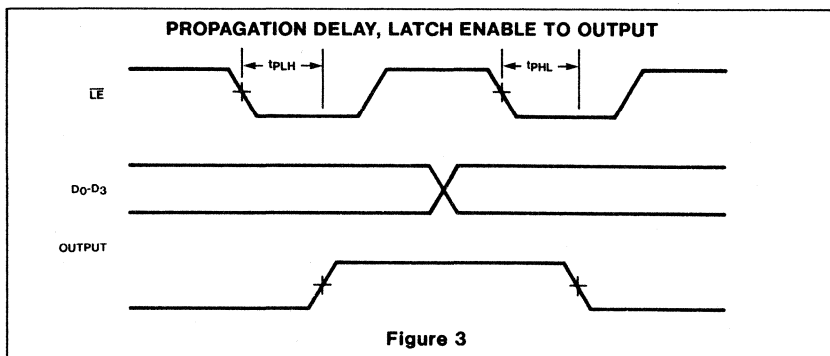 PROPAGATION DELAY, LATCH ENABLE TO OUTPUT
tPLH
tPHL
LE
D0-D3
OUTPUT
Figure 3